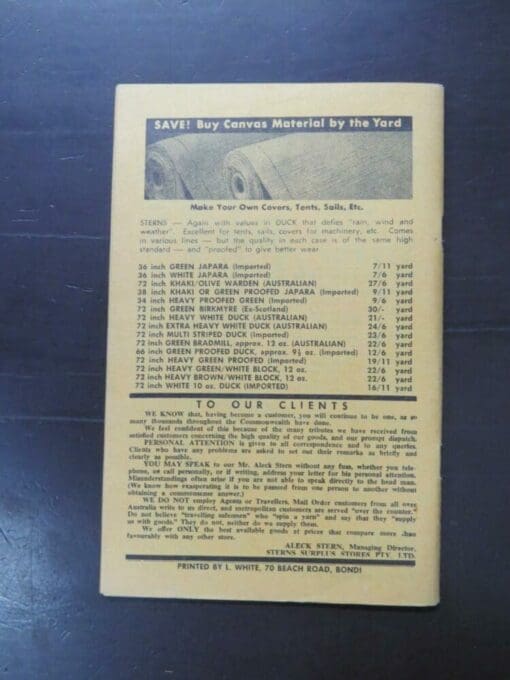 SAVE! Buy Canvas Material by the Yard
Make Your Own Covers, Tents, Sails, Etc.
STERNS — Again with values in DUCK that defies "rain, wind and
weather". Excellent for tents, sails, covers for machinery, etc. Comes
in various lines — but the quality in each case is of the same high
standard — and "proofed" to give better wear.
36 inch GREEN JAPARA (Imported) 7/11 yard
36 inch WHITE JAPARA (Imported) 7/6 yard
72 inch KHAKI/OLIVE WARDEN (AUSTRALIAN) 27/6 yard
38 inch KHAKI OR GREEN PROOFED JAPARA (Imported) 9/11 yard
34 inch HEAVY PROOFED GREEN (Imported) 9/6 yard
72 inch GREEN BIRKMYRE (Ex-Scotland) 30/- yard
72 inch HEAVY WHITE DUCK (AUSTRALIAN) 21/- yard
72 inch EXTRA HEAVY WHITE DUCK (AUSTRALIAN) 24/6 yard
72 inch MULTI STRIPED DUCK (Imported) 22/6 yard
72 inch GREEN BRADMILL, approx. 12 oz. (AUSTRALIAN) 22/6 yard
66 inch GREEN PROOFED DUCK, approx. 9½ oz. (Imported) 12/6 yard
72 inch HEAVY GREEN PROOFED (Imported) 19/11 yard
72 inch HEAVY GREEN/WHITE BLOCK, 12 oz. 22/6 yard
72 inch HEAVY BROWN/WHITE BLOCK, 12 oz. 22/6 yard
72 inch WHITE 10 oz. DUCK (IMPORTED) 16/11 yard
TO OUR CLIENTS
WE KNOW that, having become a customer, you will continue to be one, as so
many thousands throughout the Commonwealth have done.
We feel confident of this because of the many tributes we have received from
satisfied customers concerning the high quality of our goods, and our prompt dispatch.
PERSONAL ATTENTION is given to all correspondence and to any queries.
Clients who have any problems are asked to set out their remarks as briefly and
clearly as possible.
YOU MAY SPEAK to our Mr. Aleck Stern without any fuss, whether you tele-
phone, or call personally, or if writing, address your letter for his personal attention.
Misunderstandings often arise if you are not able to speak directly to the head man.
(We know how exasperating it is to be passed from one person to another without
obtaining a commonsense answer.)
WE DO NOT employ Agents or Travellers. Mail Order customers from all over
Australia write to us direct, and metropolitan customers are served "over the counter."
Do not believe "travelling salesmen" who "spin a yarn" and say that they "supply
us with goods." They do not, neither do we supply them.
We offer ONLY the best available goods at prices that compare more than
favourably with any other store.
ALECK STERN, Managing Director,
STERNS SURPLUS STORES PTY. LTD.
PRINTED BY L. WHITE, 70 BEACH ROAD, BONDI